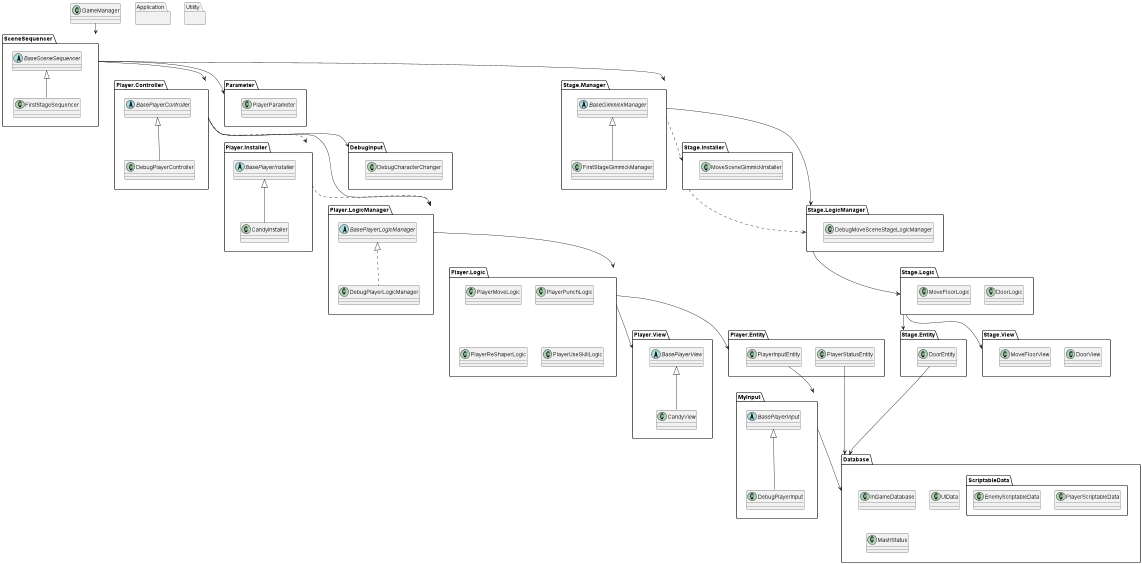 GameManager
Application
Utility
SceneSequencer
BaseSceneSequencer
FirstStageSequencer
Player.Controller
BasePlayerController
DebugPlayerController
Parameter
PlayerParameter
Stage.Manager
BaseGimmickManager
FirstStageGimmickManager
Player.Installer
BasePlayerInstaller
CandyInstaller
DebugInput
DebugCharacterChanger
Stage.Installer
MoveSceneGimmickInstaller
Player.LogicManager
BasePlayerLogicManager
DebugPlayerLogicManager
Stage.LogicManager
DebugMoveSceneStageLogicManager
Player.Logic
PlayerMoveLogic
PlayerPunchLogic
PlayerReShaperLogic
PlayerUseSkillLogic
Stage.Logic
MoveFloorLogic
DoorLogic
Player.View
BasePlayerView
CandyView
Player.Entity
PlayerInputEntity
PlayerStatusEntity
Stage.Entity
DoorEntity
Stage.View
MoveFloorView
DoorView
MyInput
BasePlayerInput
DebugPlayerInput
Database
InGameDatabase
UIData
ScriptableData
EnemyScriptableData
PlayerScriptableData
MashStatus